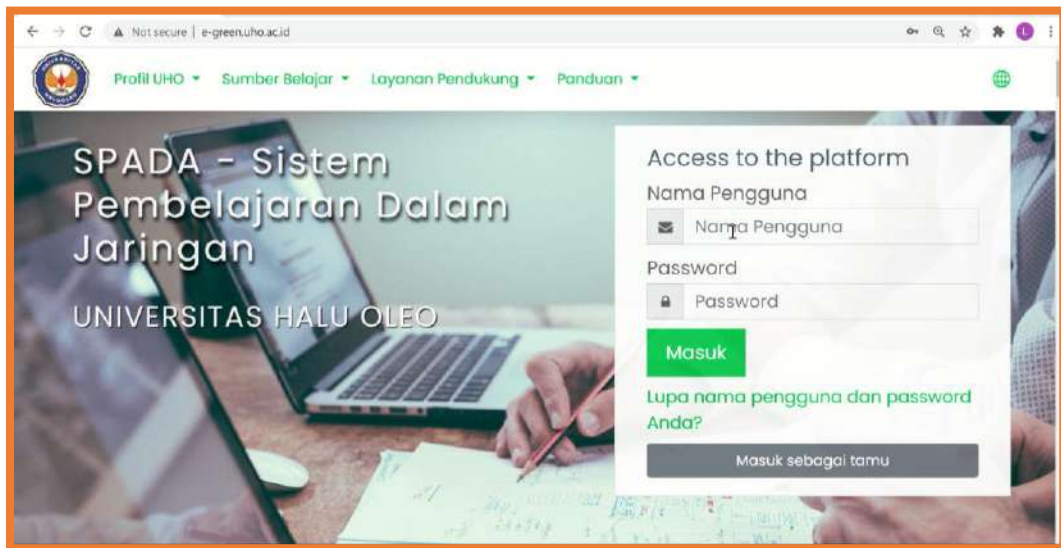 Not secure | e-green.uho.ac.id
L
Profil UHO Sumber Belajar Layanan Pendukung Panduan
SPADA - Sistem
Pembelajaran Dalam
Jaringan
UNIVERSITAS HALU OLEO
Access to the platform
Nama Pengguna
Nama Pengguna
Password
Password
Masuk
Lupa nama pengguna dan password
Anda?
Masuk sebagai tamu